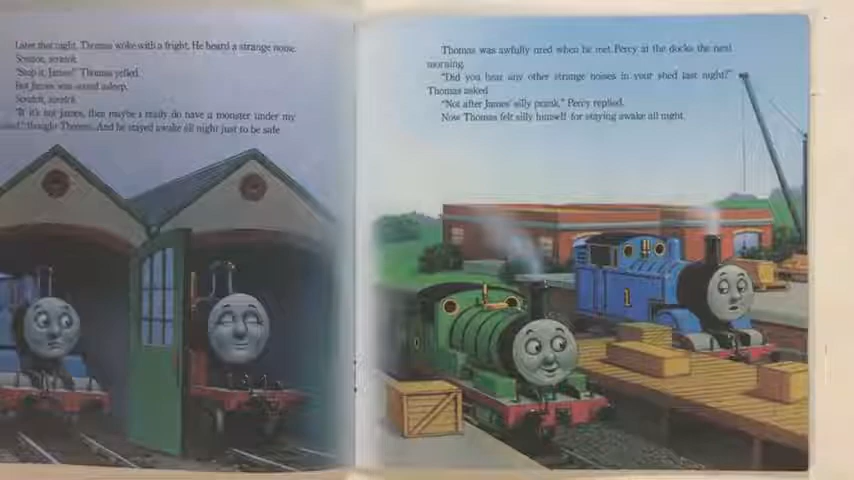 Later that night, Thomas woke with a fright. He heard a strange noise.
Scratch, scratch.
"Stop it, James!" Thomas yelled.
But James was sound asleep.
Scratch, scratch.
"If it's not James, then maybe I really do have a monster under my
shed," thought Thomas. And he stayed awake all night just to be safe
Thomas was awfully tired when he met Percy at the docks the next
morning.
"Did you hear any other strange noises in your shed last night?"
Thomas asked
"Not after James' silly prank," Percy replied.
Now Thomas felt silly himself for staying awake all night.
1